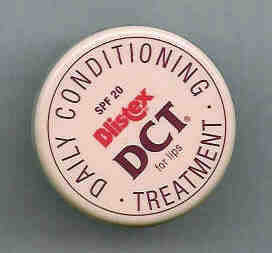 DAILY CONDITIONING
· TREATMENT ·
SPF 20
Blistex
DCT®
for lips